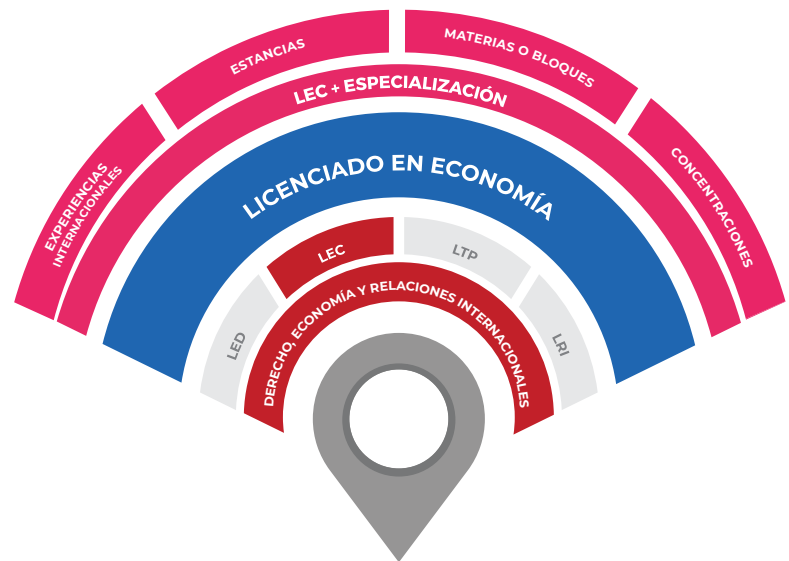 EXPERIENCIAS
INTERNACIONALES
ESTANCIAS
MATERIAS O BLOQUES
CONCENTRACIONES
LEC + ESPECIALIZACIÓN
LICENCIADO EN ECONOMÍA
LED
LEC
LTP
LRI
DERECHO, ECONOMÍA Y RELACIONES INTERNACIONALES